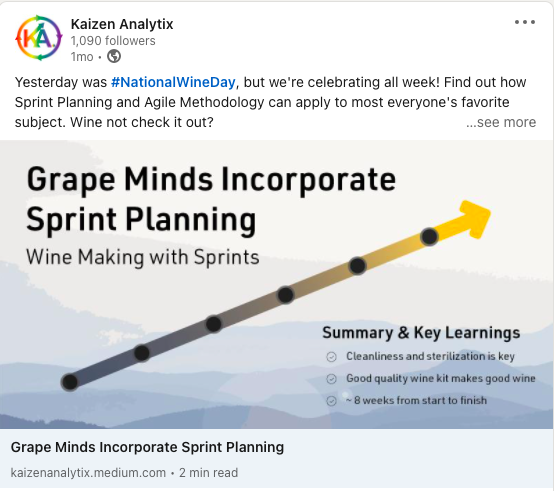 KA
Kaizen Analytix
1,090 followers
1mo •
Yesterday was #NationalWineDay, but we're celebrating all week! Find out how
Sprint Planning and Agile Methodology can apply to most everyone's favorite
subject. Wine not check it out?
...see more
Grape Minds Incorporate
Sprint Planning
Wine Making with Sprints
Summary & Key Learnings
Cleanliness and sterilization is key
Good quality wine kit makes good wine
~ 8 weeks from start to finish
Grape Minds Incorporate Sprint Planning
kaizenanalytix.medium.com • 2 min read